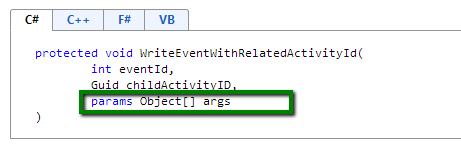 C# C++ F# VB
protected void WriteEventWithRelatedActivityId(
int eventId,
Guid childActivityID,
params Object[] args
)